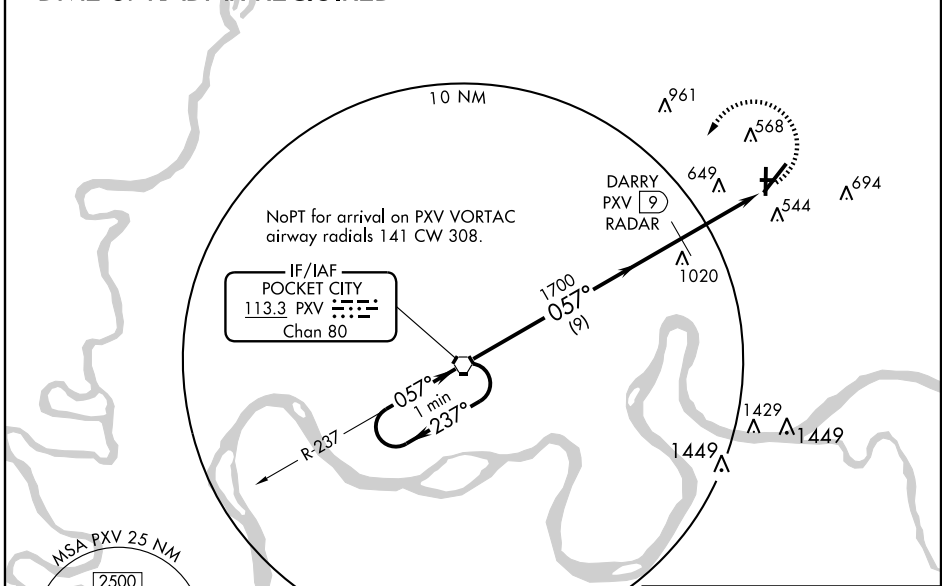 10 NM
961
568
649
694
544
DARRY
PXV 9
RADAR
1020
NoPT for arrival on PXV VORTAC
airway radials 141 CW 308.
IF/IAF
POCKET CITY
113.3 PXV
Chan 80
1700
057°
(9)
057°
1 min
237°
R-237
1429
1449
1449
MSA PXV 25 NM
2500